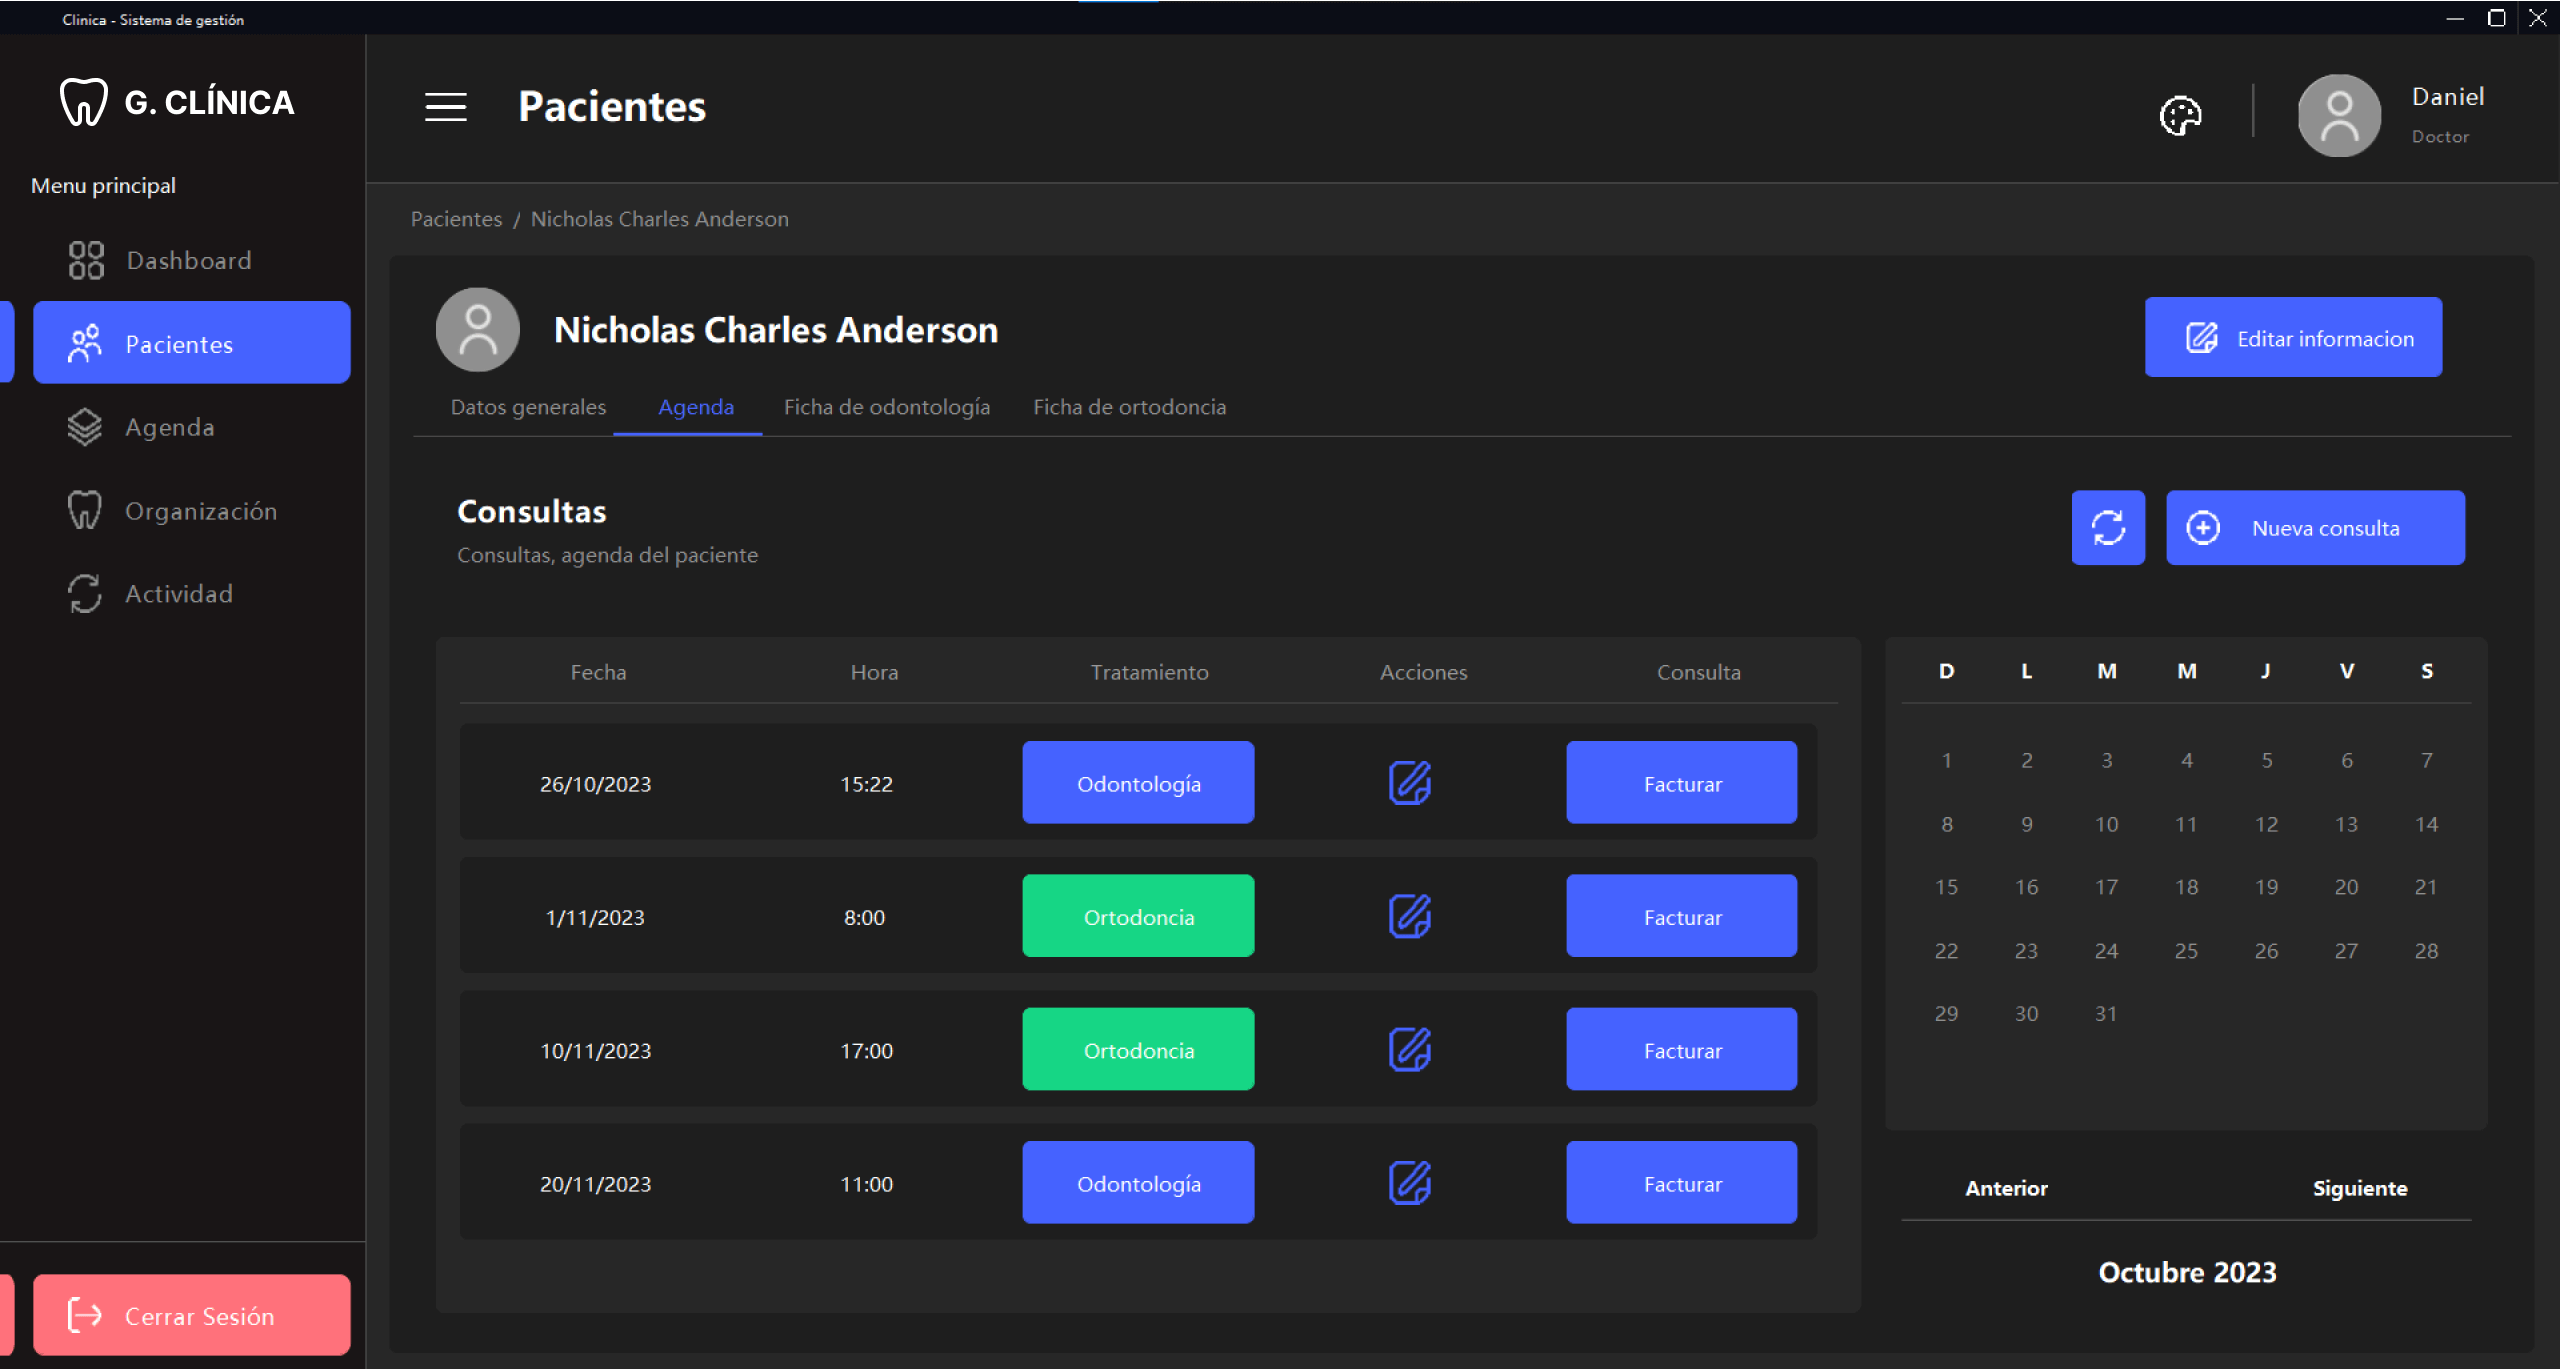 Clinica - Sistema de gestión
G. CLÍNICA
Menu principal
Dashboard
Pacientes
Agenda
Organización
Actividad
Cerrar Sesión
Pacientes
Daniel
Doctor
Pacientes / Nicholas Charles Anderson
Nicholas Charles Anderson
Editar informacion
Datos generales Agenda Ficha de odontología Ficha de ortodoncia
Consultas
Consultas, agenda del paciente
Nueva consulta
Fecha Hora Tratamiento Acciones Consulta
26/10/2023 15:22 Odontología Facturar
1/11/2023 8:00 Ortodoncia Facturar
10/11/2023 17:00 Ortodoncia Facturar
20/11/2023 11:00 Odontología Facturar
D L M M J V S
1 2 3 4 5 6 7
8 9 10 11 12 13 14
15 16 17 18 19 20 21
22 23 24 25 26 27 28
29 30 31
Anterior Siguiente
Octubre 2023